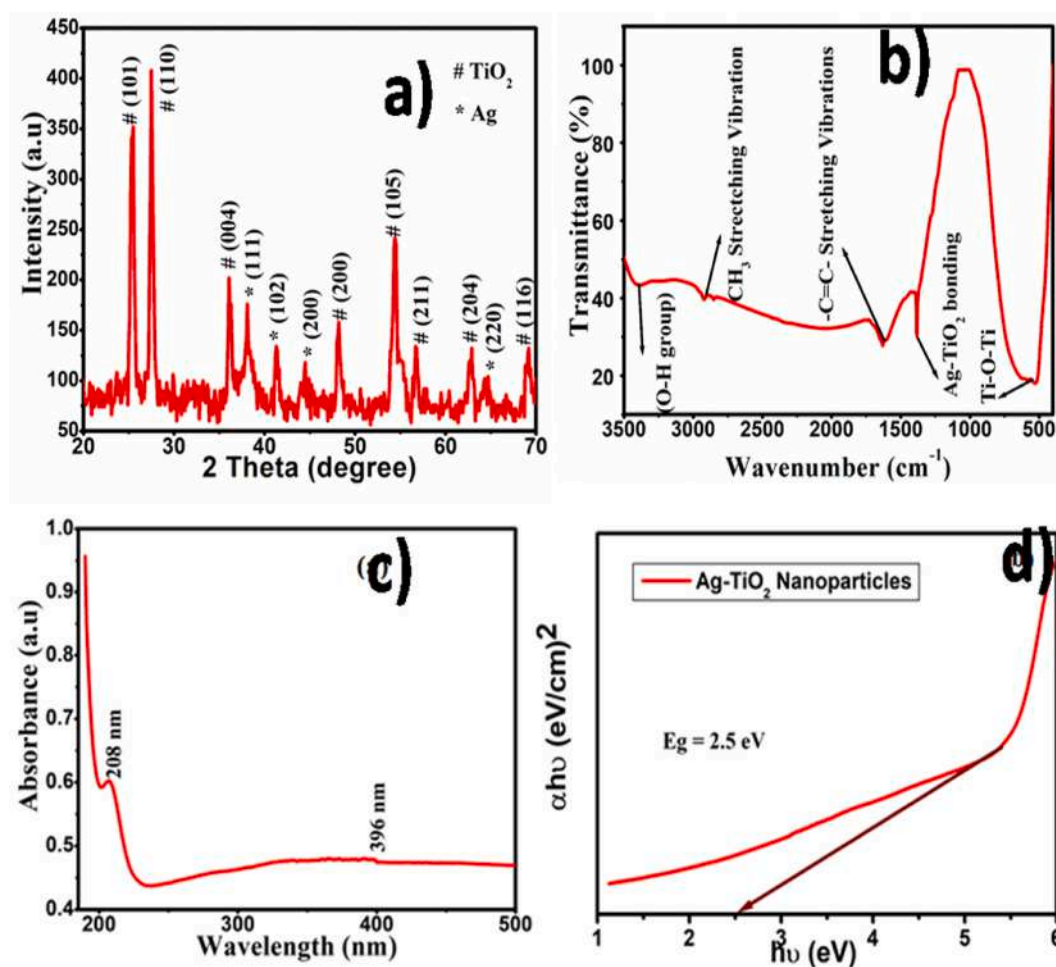 a)
# TiO2
* Ag
# (101)
# (110)
# (004)
* (111)
* (102)
* (200)
# (200)
# (105)
# (211)
# (204)
* (220)
# (116)
Intensity (a.u)
450
400
350
300
250
200
150
100
50
20 30 40 50 60 70
2 Theta (degree)
b)
Transmittance (%)
100
80
60
40
20
(O-H group)
CH3 Strectching Vibration
-C=C- Stretching Vibrations
Ag-TiO2 bonding
Ti-O-Ti
3500 3000 2500 2000 1500 1000 500
Wavenumber (cm-1)
c)
Absorbance (a.u)
1.0
0.9
0.8
0.7
0.6
0.5
0.4
208 nm
396 nm
200 300 400 500
Wavelength (nm)
d)
Ag-TiO2 Nanoparticles
αhυ (eV/cm)2
Eg = 2.5 eV
1 2 3 4 5 6
hυ (eV)